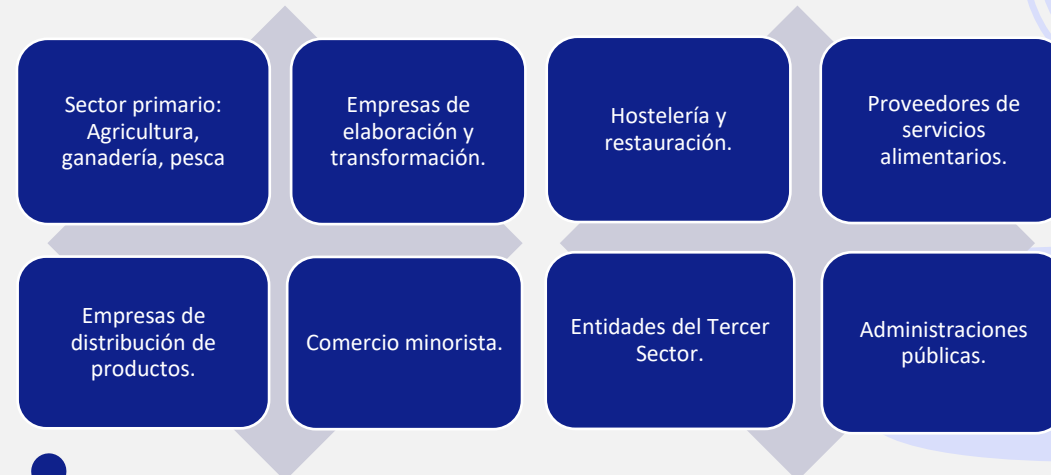 Sector primario:
Agricultura,
ganadería, pesca
Empresas de
elaboración y
transformación.
Hostelería y
restauración.
Proveedores de
servicios
alimentarios.
Empresas de
distribución de
productos.
Comercio minorista.
Entidades del Tercer
Sector.
Administraciones
públicas.